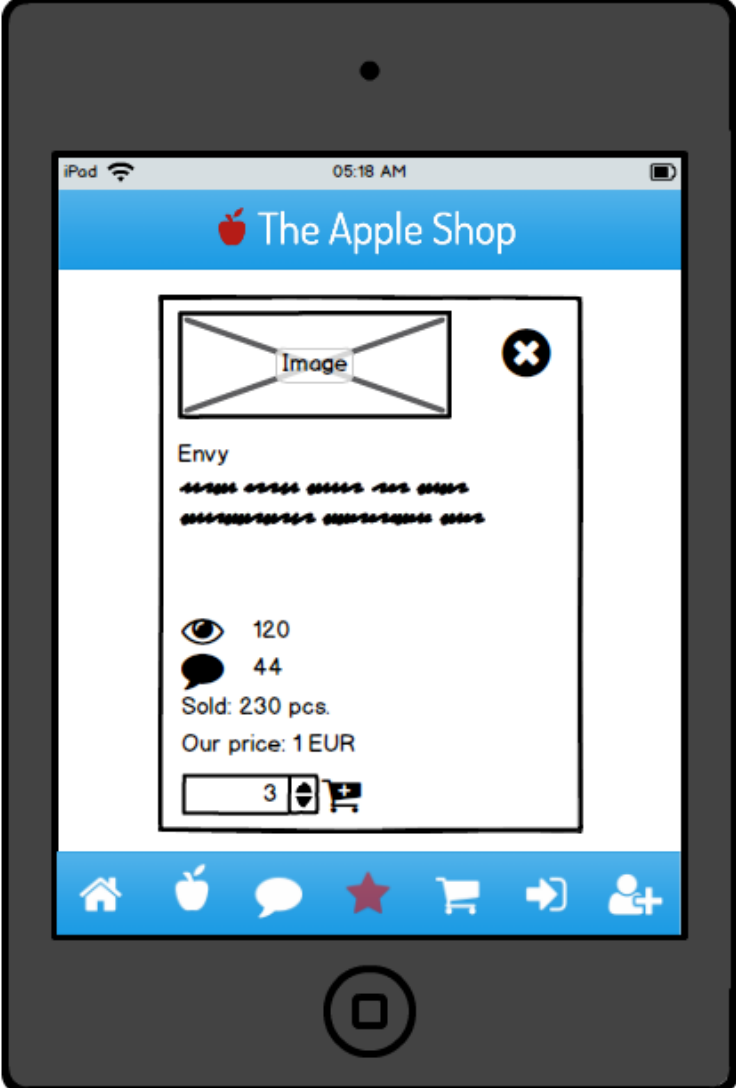 iPad 05:18 AM
The Apple Shop
Image
Envy
120
44
Sold: 230 pcs.
Our price: 1 EUR
3